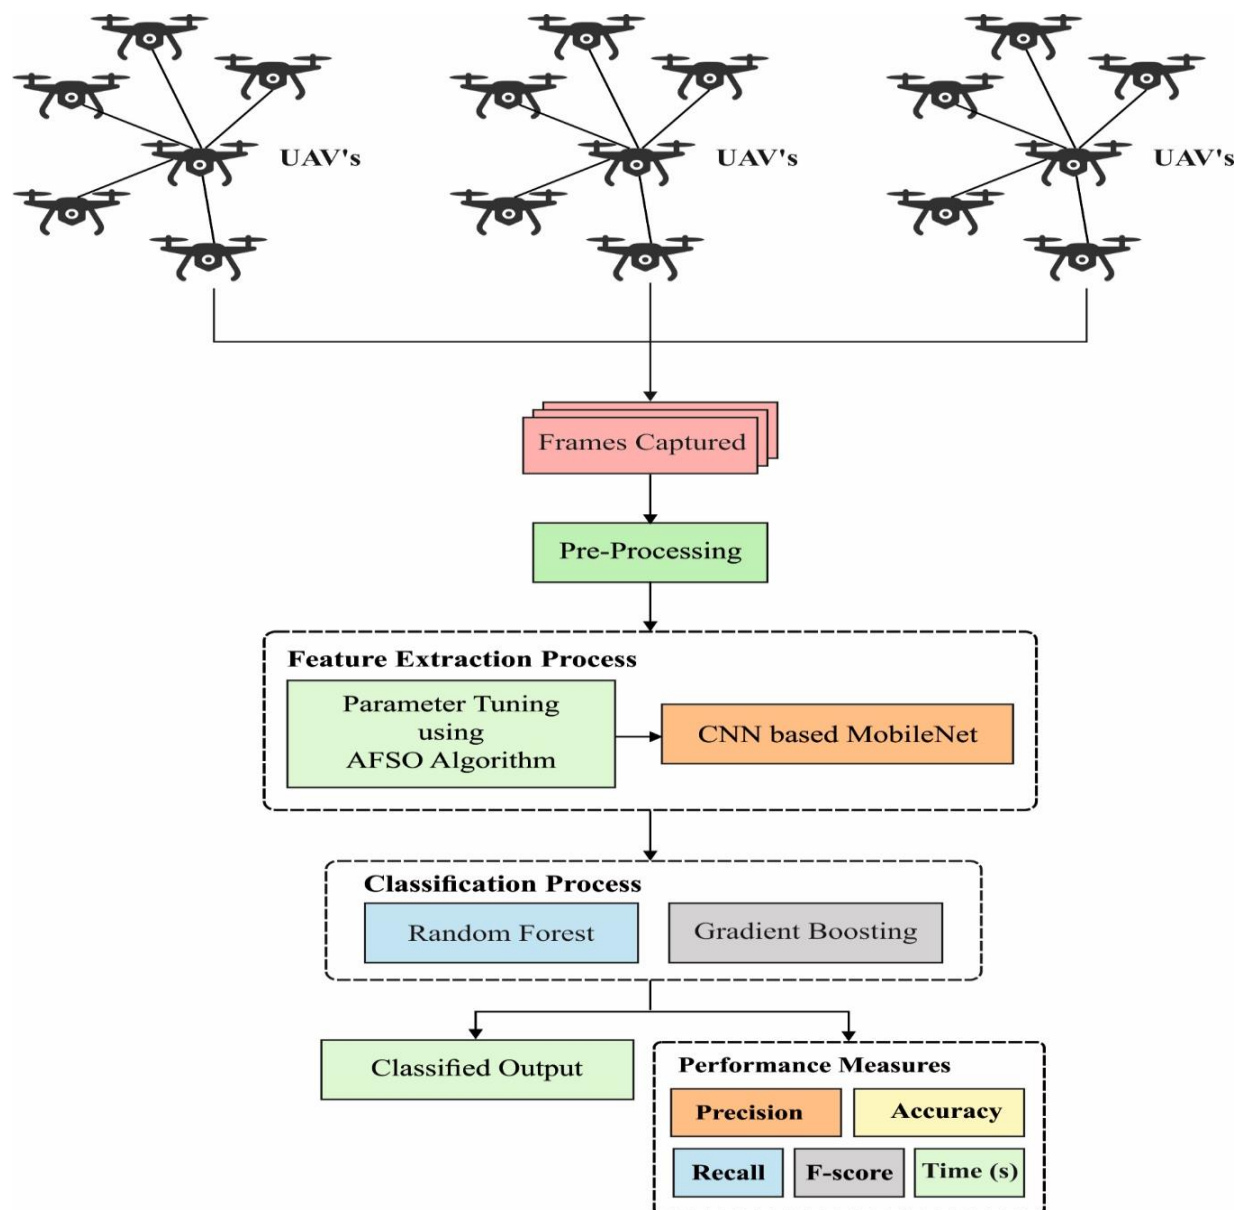 UAV's
UAV's
UAV's
Frames Captured
Pre-Processing
Feature Extraction Process
Parameter Tuning
using
AFSO Algorithm
CNN based MobileNet
Classification Process
Random Forest
Gradient Boosting
Classified Output
Performance Measures
Precision
Accuracy
Recall
F-score
Time (s)